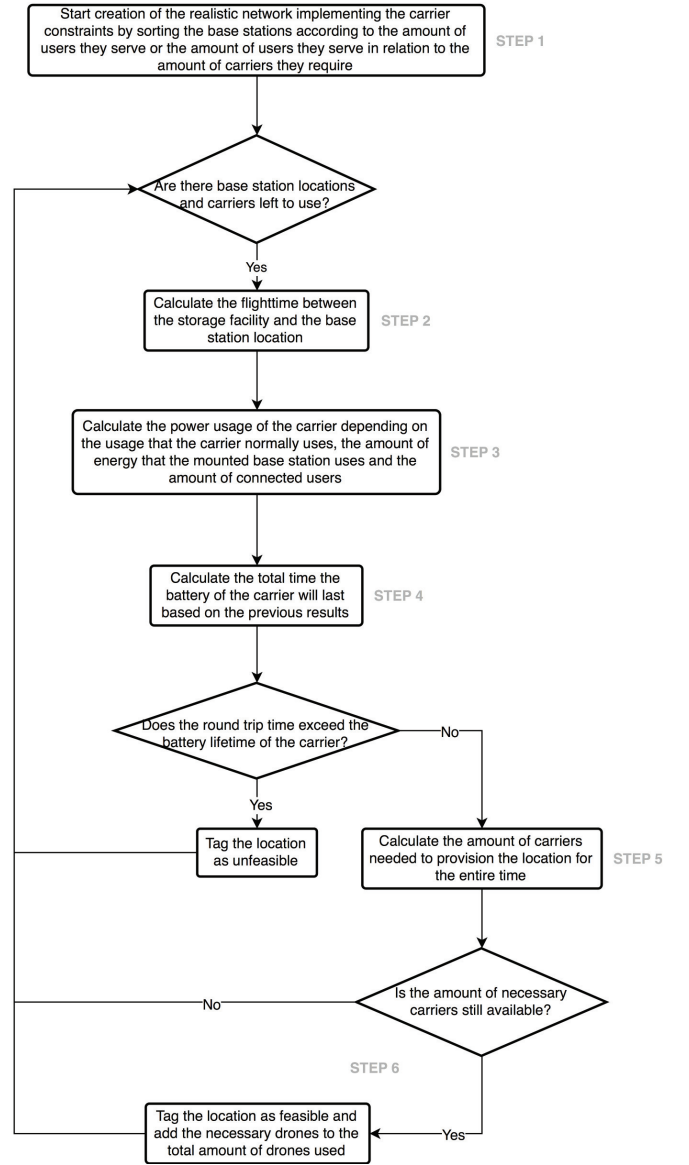 Start creation of the realistic network implementing the carrier
constraints by sorting the base stations according to the amount of
users they serve or the amount of users they serve in relation to the
amount of carriers they require
STEP 1
Are there base station locations
and carriers left to use?
Yes
Calculate the flighttime between
the storage facility and the base
station location
STEP 2
Calculate the power usage of the carrier depending on
the usage that the carrier normally uses, the amount of
energy that the mounted base station uses and the
amount of connected users
STEP 3
Calculate the total time the
battery of the carrier will last
based on the previous results
STEP 4
Does the round trip time exceed the
battery lifetime of the carrier?
No
Yes
Tag the location
as unfeasible
Calculate the amount of carriers
needed to provision the location for
the entire time
STEP 5
Is the amount of necessary
carriers still available?
No
STEP 6
Tag the location as feasible and
add the necessary drones to the
total amount of drones used
Yes